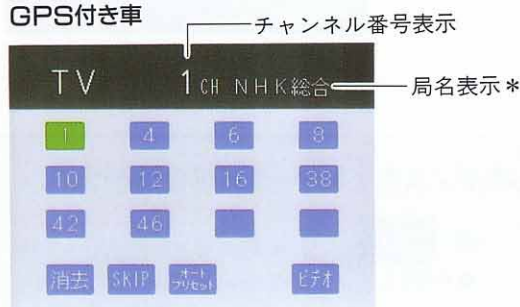 GPS付き車
チャンネル番号表示
TV 1CH NHK総合
局名表示*
1 4 6 8
10 12 16 38
42 46
消去 SKIP オートプリセット ビデオ